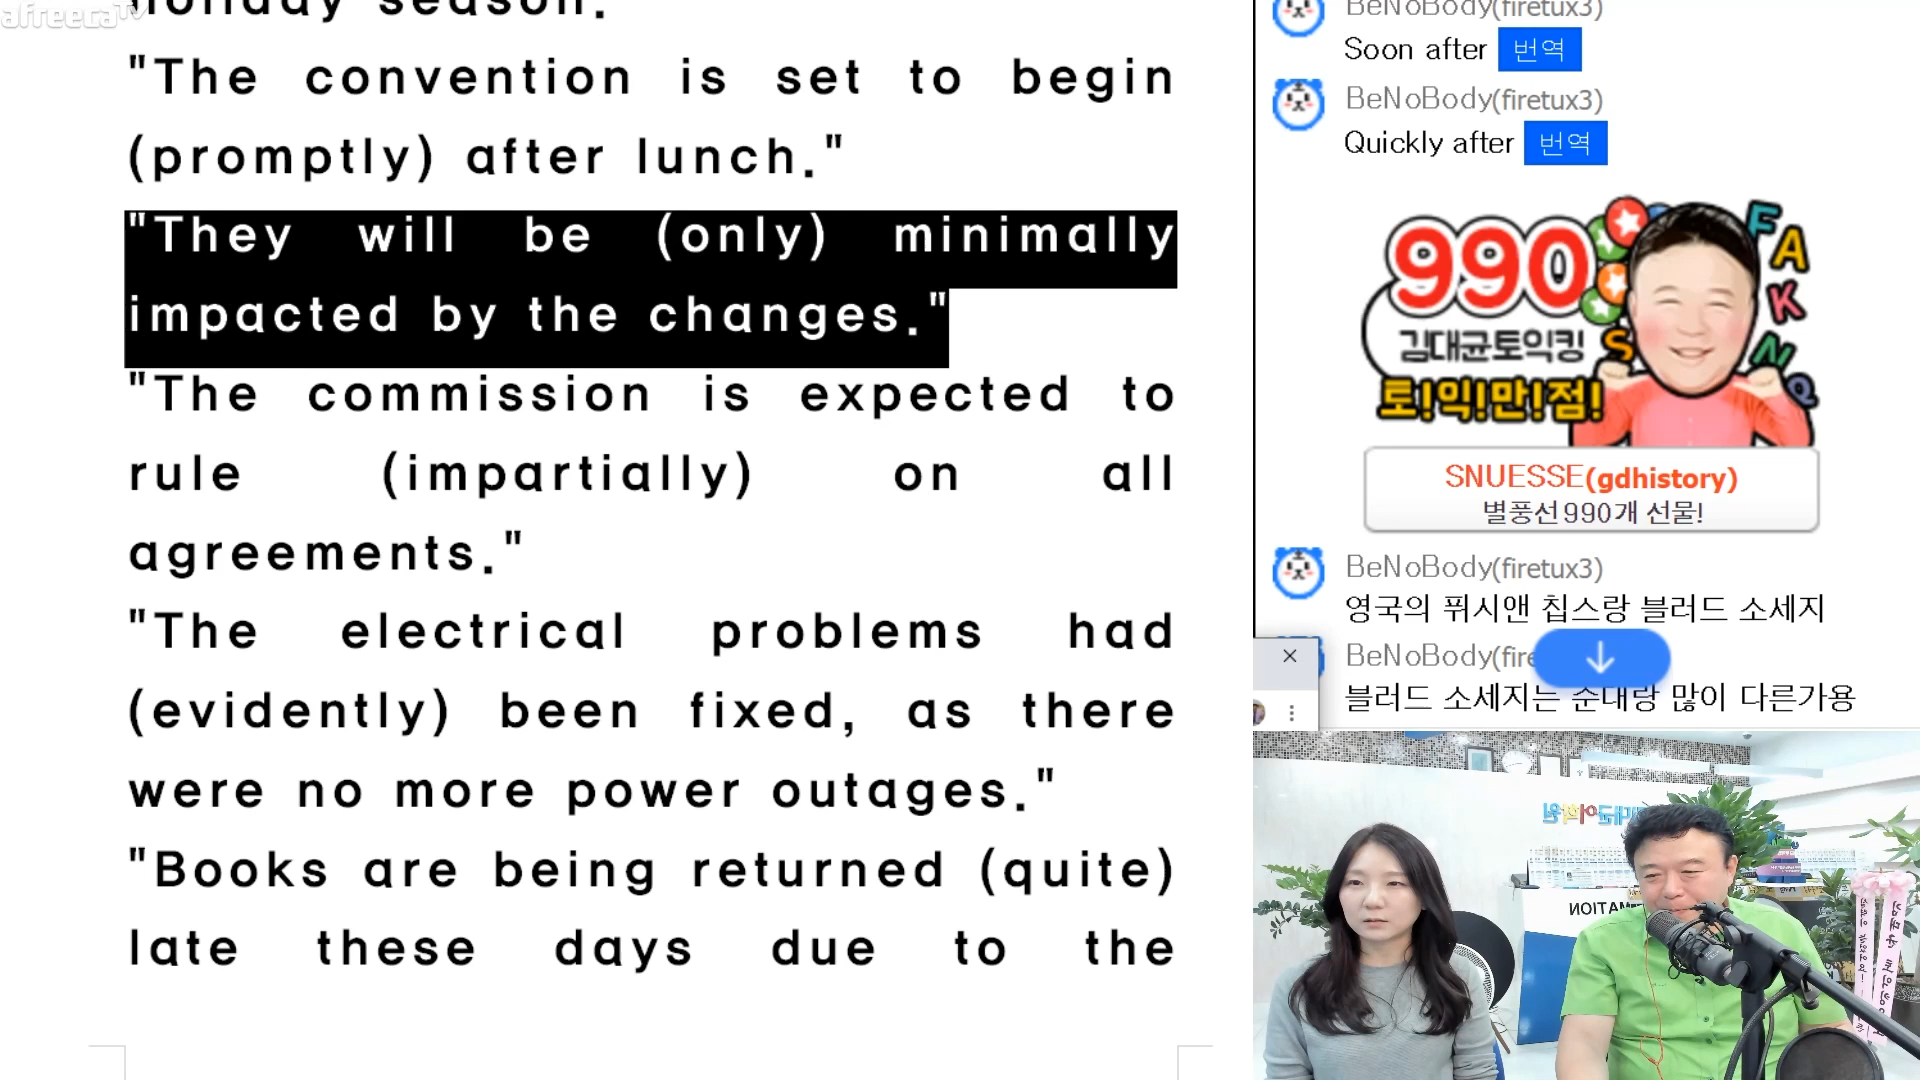 afreecaTV
holiday season.
"The convention is set to begin
(promptly) after lunch."
"They will be (only) minimally
impacted by the changes."
"The commission is expected to
rule (impartially) on all
agreements."
"The electrical problems had
(evidently) been fixed, as there
were no more power outages."
"Books are being returned (quite)
late these days due to the
BeNoBody(firetux3)
Soon after 번역
BeNoBody(firetux3)
Quickly after 번역
990
김대균토익킹
토!익!만!점!
SNUESSE(gdhistory)
별풍선 990개 선물!
BeNoBody(firetux3)
영국의 퓌시앤 칩스랑 블러드 소세지
BeNoBody(fire
블러드 소세지는 순대랑 많이 다른가용